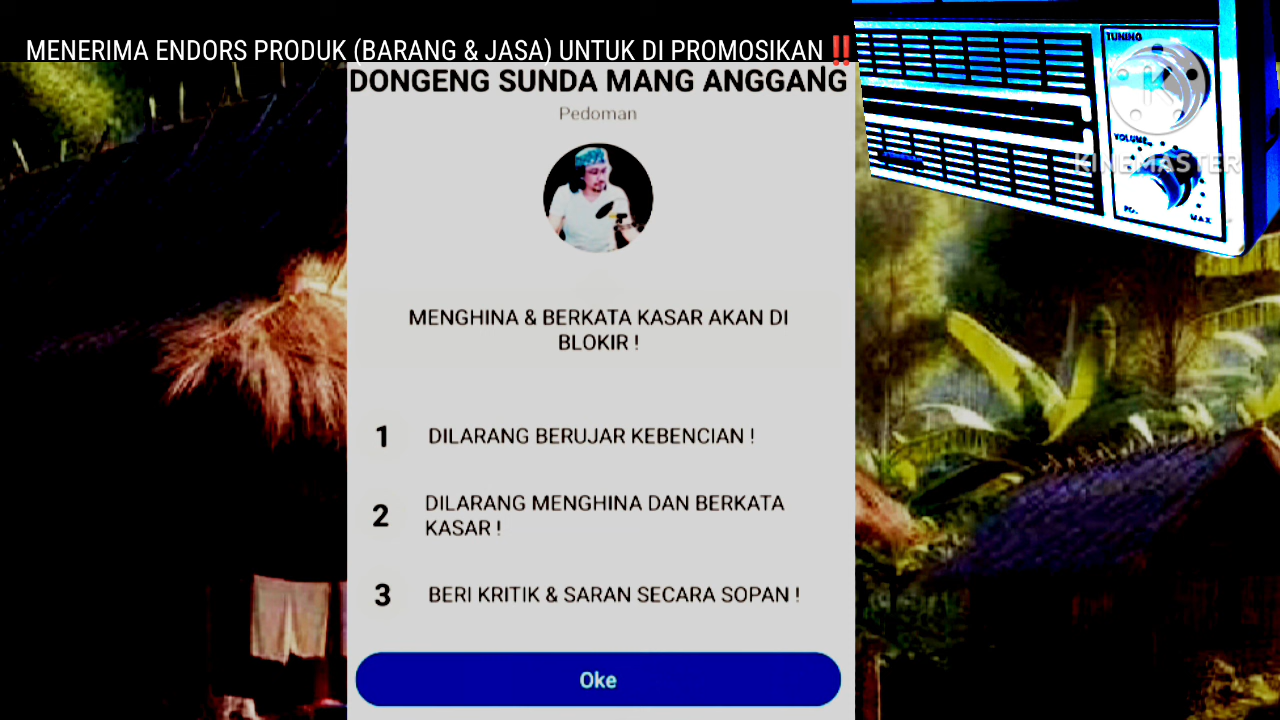 MENERIMA ENDORS PRODUK (BARANG & JASA) UNTUK DI PROMOSIKAN ‼️
DONGENG SUNDA MANG ANGGANG
Pedoman
MENGHINA & BERKATA KASAR AKAN DI
BLOKIR !
1 DILARANG BERUJAR KEBENCIAN !
2 DILARANG MENGHINA DAN BERKATA
KASAR !
3 BERI KRITIK & SARAN SECARA SOPAN !
Oke
TUNING
K
VOLUME
KINEMASTER
MAX